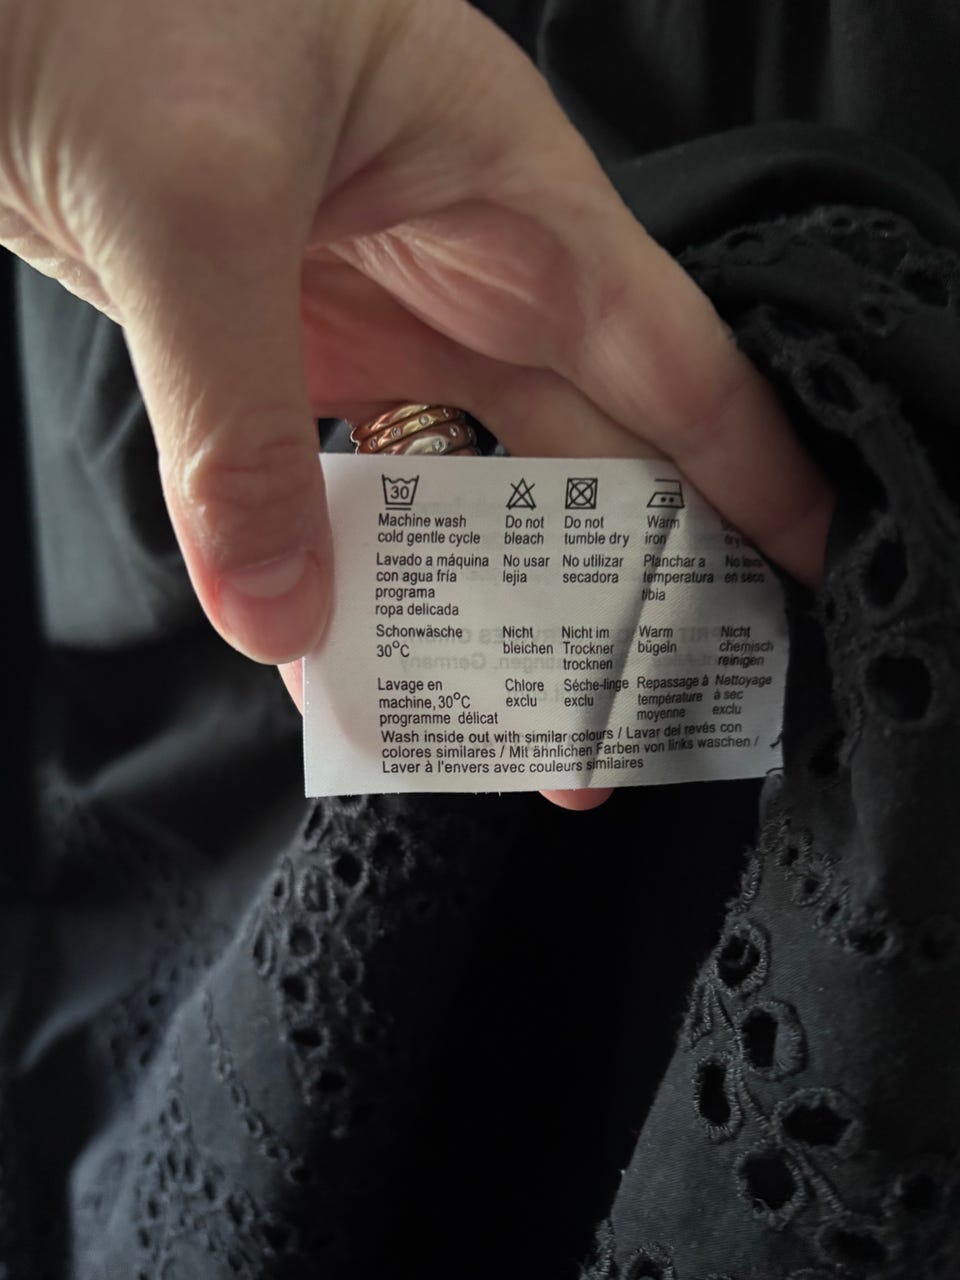 30
Machine wash
cold gentle cycle
Do not
bleach
Do not
tumble dry
Warm
iron
Lavado a máquina
con agua fría
programa
ropa delicada
No usar
lejia
No utilizar
secadora
Planchar a
temperatura
tibia
No
en seco
Schonwäsche
30°C
Nicht
bleichen
Nicht im
Trockner
trocknen
Warm
bügeln
Nicht
chemisch
reinigen
Lavage en
machine, 30°C
programme délicat
Chlore
exclu
Séche-linge
exclu
Repassage à
température
moyenne
Nettoyage
à sec
exclu
Wash inside out with similar colours / Lavar del revés con
colores similares / Mit ähnlichen Farben von links waschen /
Laver à l'envers avec couleurs similaires